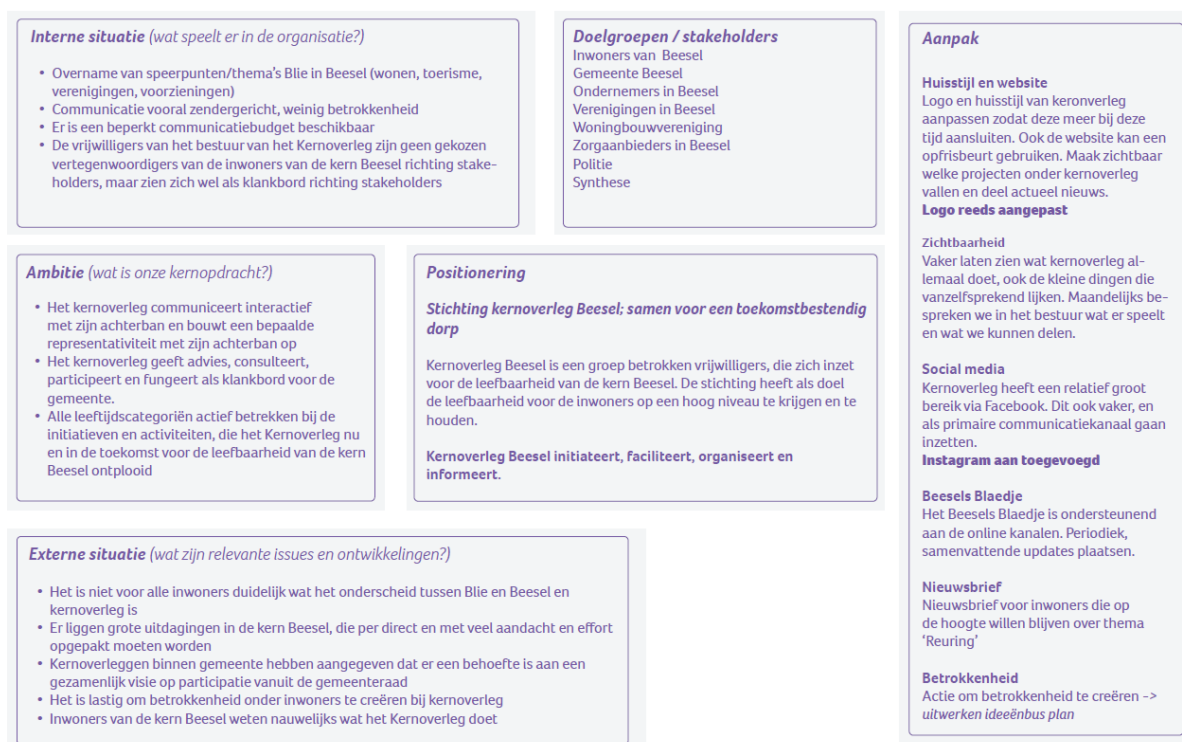 Interne situatie (wat speelt er in de organisatie?)
• Overname van speerpunten/thema's Blie in Beesel (wonen, toerisme,
verenigingen, voorzieningen)
• Communicatie vooral zendergericht, weinig betrokkenheid
• Er is een beperkt communicatiebudget beschikbaar
• De vrijwilligers van het bestuur van het Kernoverleg zijn geen gekozen
vertegenwoordigers van de inwoners van de kern Beesel richting stake-
holders, maar zien zich wel als klankbord richting stakeholders
Doelgroepen / stakeholders
Inwoners van Beesel
Gemeente Beesel
Ondernemers in Beesel
Verenigingen in Beesel
Woningbouwvereniging
Zorgaanbieders in Beesel
Politie
Synthese
Ambitie (wat is onze kernopdracht?)
• Het kernoverleg communiceert interactief
met zijn achterban en bouwt een bepaalde
representativiteit met zijn achterban op
• Het kernoverleg geeft advies, consulteert,
participeert en fungeert als klankbord voor de
gemeente.
• Alle leeftijdscategoriën actief betrekken bij de
initiatieven en activiteiten, die het Kernoverleg nu
en in de toekomst voor de leefbaarheid van de kern
Beesel ontplooid
Positionering
Stichting kernoverleg Beesel; samen voor een toekomstbestendig
dorp
Kernoverleg Beesel is een groep betrokken vrijwilligers, die zich inzet
voor de leefbaarheid van de kern Beesel. De stichting heeft als doel
de leefbaarheid voor de inwoners op een hoog niveau te krijgen en te
houden.
Kernoverleg Beesel initiateert, faciliteert, organiseert en
informeert.
Externe situatie (wat zijn relevante issues en ontwikkelingen?)
• Het is niet voor alle inwoners duidelijk wat het onderscheid tussen Blie en Beesel en
kernoverleg is
• Er liggen grote uitdagingen in de kern Beesel, die per direct en met veel aandacht en effort
opgepakt moeten worden
• Kernoverleggen binnen gemeente hebben aangegeven dat er een behoefte is aan een
gezamenlijk visie op participatie vanuit de gemeenteraad
• Het is lastig om betrokkenheid onder inwoners te creëren bij kernoverleg
• Inwoners van de kern Beesel weten nauwelijks wat het Kernoverleg doet
Aanpak
Huisstijl en website
Logo en huisstijl van keronverleg
aanpassen zodat deze meer bij deze
tijd aansluiten. Ook de website kan een
opfrisbeurt gebruiken. Maak zichtbaar
welke projecten onder kernoverleg
vallen en deel actueel nieuws.
Logo reeds aangepast
Zichtbaarheid
Vaker laten zien wat kernoverleg al-
lemaal doet, ook de kleine dingen die
vanzelfsprekend lijken. Maandelijks be-
spreken we in het bestuur wat er speelt
en wat we kunnen delen.
Social media
Kernoverleg heeft een relatief groot
bereik via Facebook. Dit ook vaker, en
als primaire communicatiekanaal gaan
inzetten.
Instagram aan toegevoegd
Beesels Blaedje
Het Beesels Blaedje is ondersteunend
aan de online kanalen. Periodiek,
samenvattende updates plaatsen.
Nieuwsbrief
Nieuwsbrief voor inwoners die op
de hoogte willen blijven over thema
‘Reuring’
Betrokkenheid
Actie om betrokkenheid te creëren ->
uitwerken ideeënbus plan